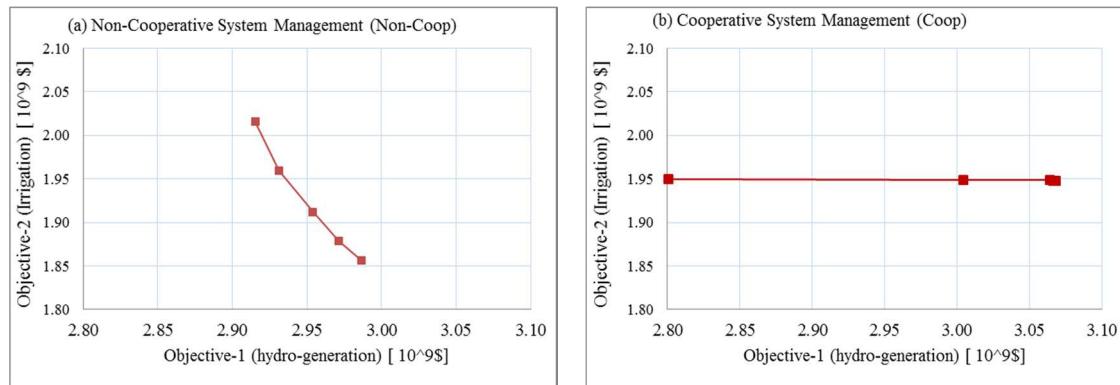 (a) Non-Cooperative System Management (Non-Coop)
2.10
2.05
2.00
1.95
1.90
1.85
1.80
Objective-2 (Irrigation) [ 10^9 $]
2.80 2.85 2.90 2.95 3.00 3.05 3.10
Objective-1 (hydro-generation) [ 10^9$]
(b) Cooperative System Management (Coop)
2.10
2.05
2.00
1.95
1.90
1.85
1.80
Objective-2 (Irrigation) [ 10^9 $]
2.80 2.85 2.90 2.95 3.00 3.05 3.10
Objective-1 (hydro-generation) [ 10^9$]